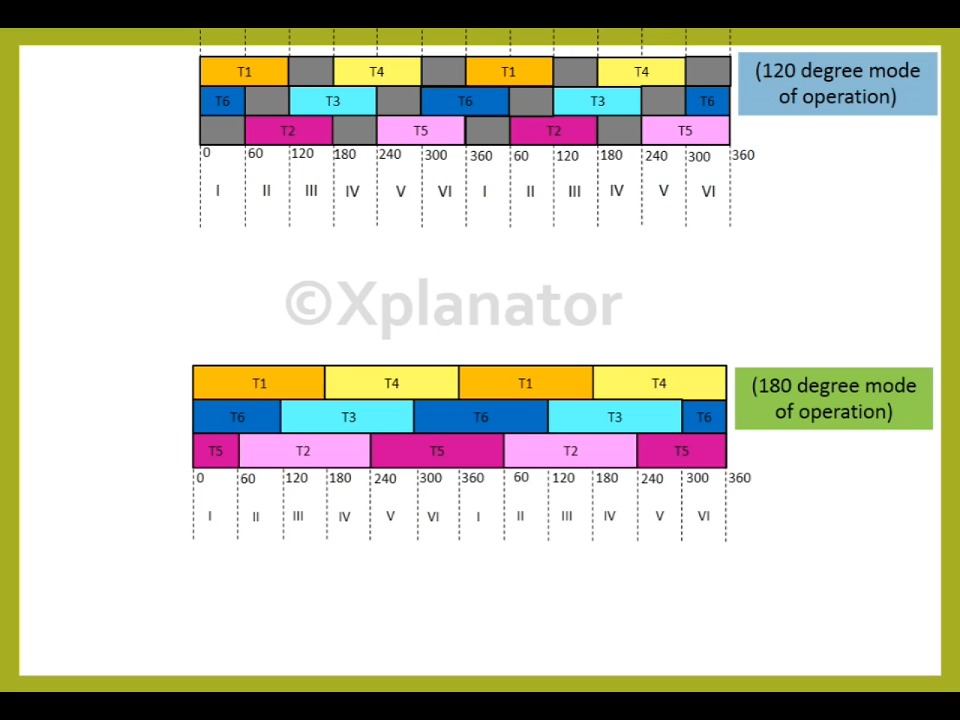 T1 T4 T1 T4
(120 degree mode
of operation)
T6 T3 T6 T3 T6
T2 T5 T2 T5
0 60 120 180 240 300 360 60 120 180 240 300 360
I II III IV V VI I II III IV V VI
©Xplanator
T1 T4 T1 T4
(180 degree mode
of operation)
T6 T3 T6 T3 T6
T5 T2 T5 T2 T5
0 60 120 180 240 300 360 60 120 180 240 300 360
I II III IV V VI I II III IV V VI